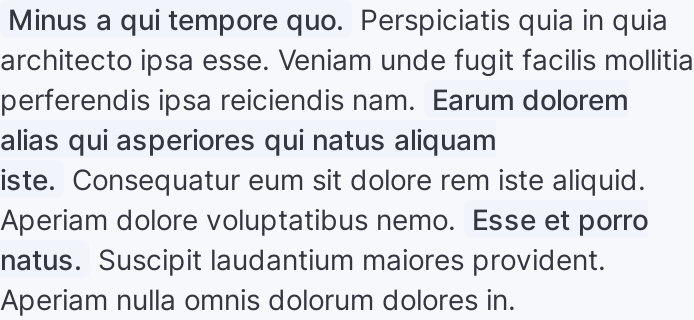 Minus a qui tempore quo. Perspiciatis quia in quia
architecto ipsa esse. Veniam unde fugit facilis mollitia
perferendis ipsa reiciendis nam. Earum dolorem
alias qui asperiores qui natus aliquam
iste. Consequatur eum sit dolore rem iste aliquid.
Aperiam dolore voluptatibus nemo. Esse et porro
natus. Suscipit laudantium maiores provident.
Aperiam nulla omnis dolorum dolores in.